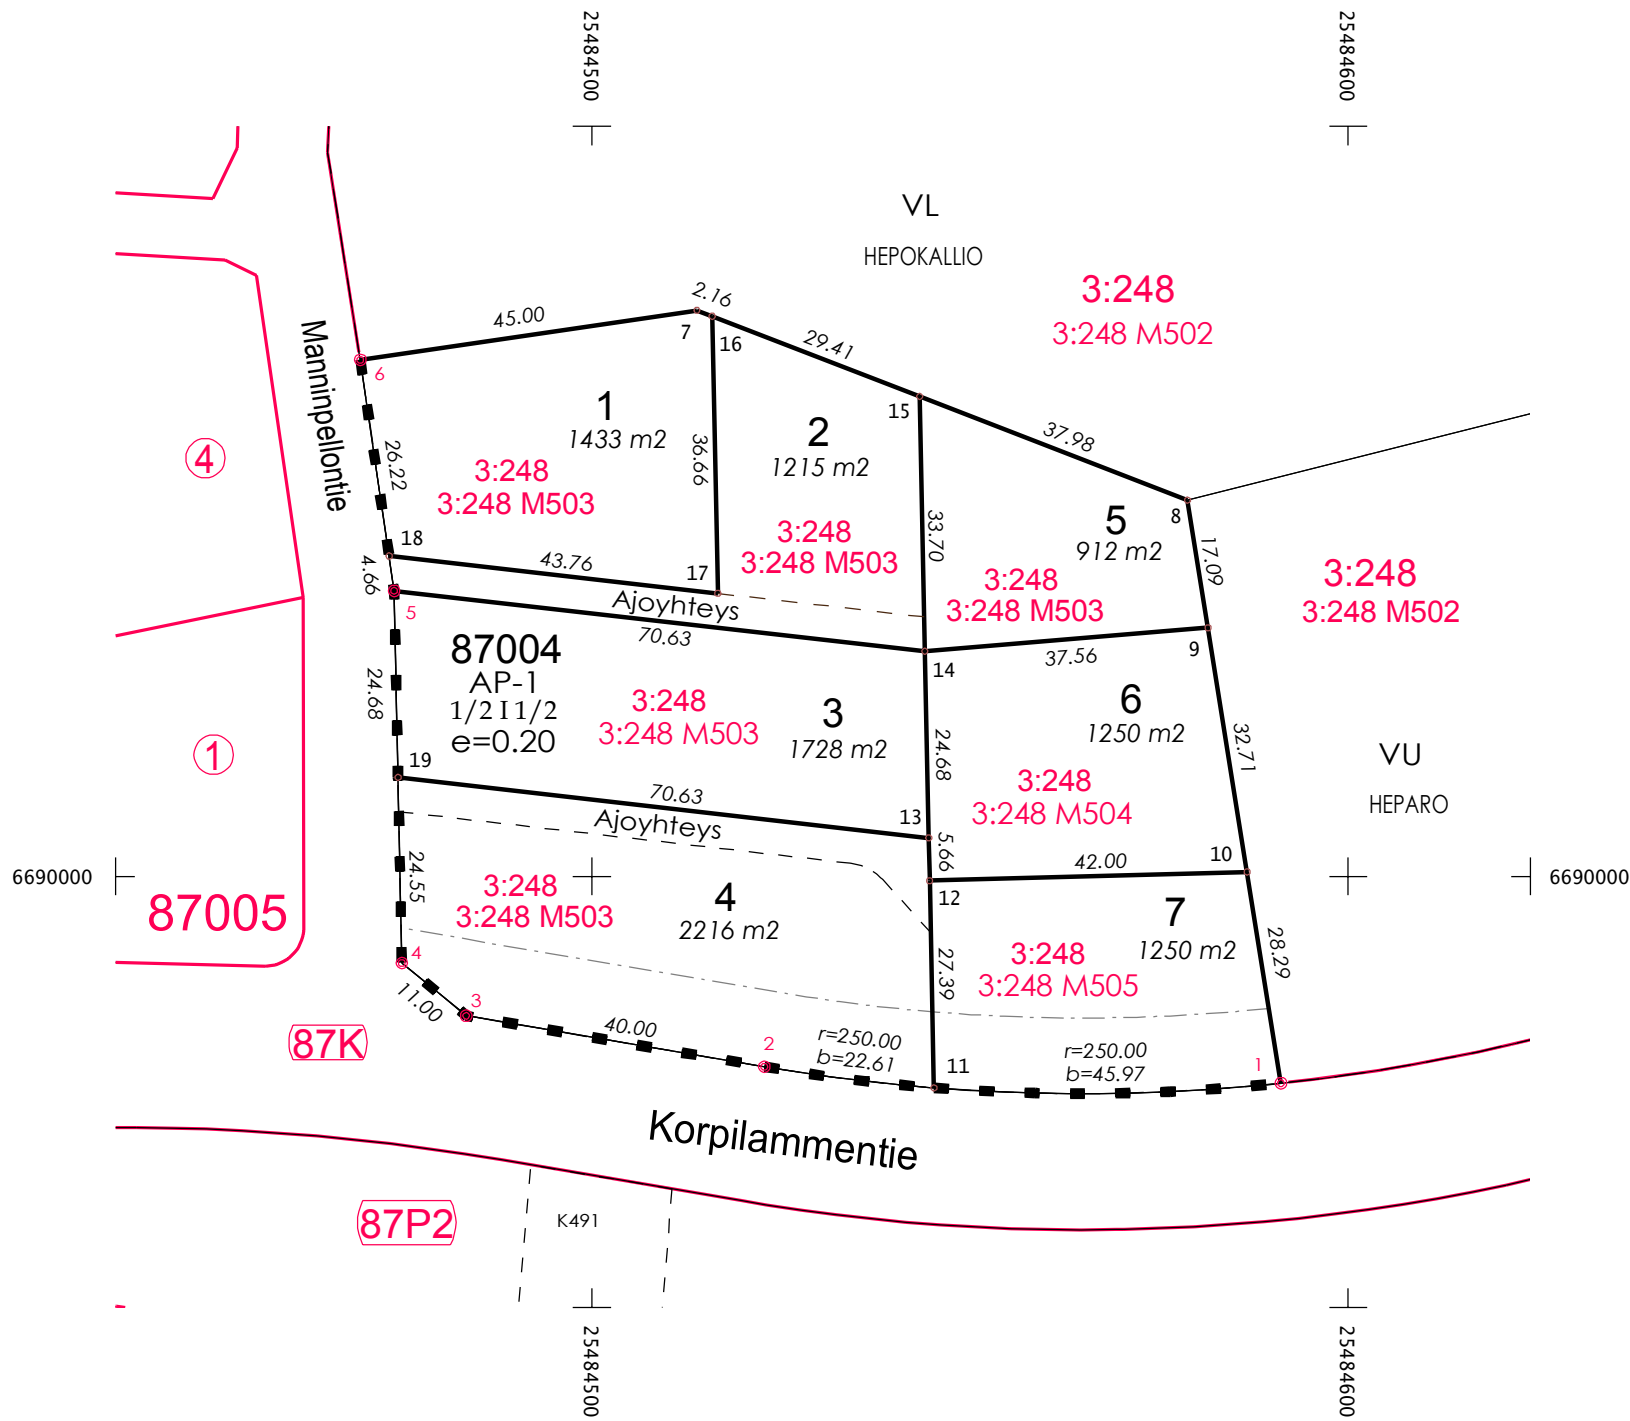 25484500
25484600
VL
HEPOKALLIO
3:248
3:248 M502
2.16
45.00
7
16
29.41
Manninpellontie
6
15
1
1433 m2
2
1215 m2
37.98
4
26.22
36.66
3:248
3:248 M503
8
5
912 m2
33.70
3:248
3:248 M503
18
43.76
17
17.09
4.66
3:248
3:248 M503
3:248
3:248 M502
5
Ajoyhteys
70.63
14
37.56
9
87004
AP-1
1/2 I 1/2
e=0.20
24.68
3:248
3:248 M503
3
1728 m2
6
1250 m2
24.68
32.71
1
VU
HEPARO
3:248
3:248 M504
19
70.63
13
Ajoyhteys
5.66
42.00
10
6690000
6690000
24.55
3:248
3:248 M503
4
2216 m2
12
87005
7
1250 m2
3:248
3:248 M505
27.39
28.29
4
11.00
3
40.00
2
r=250.00
b=22.61
11
r=250.00
b=45.97
1
87K
Korpilammentie
87P2
K491
25484500
25484600